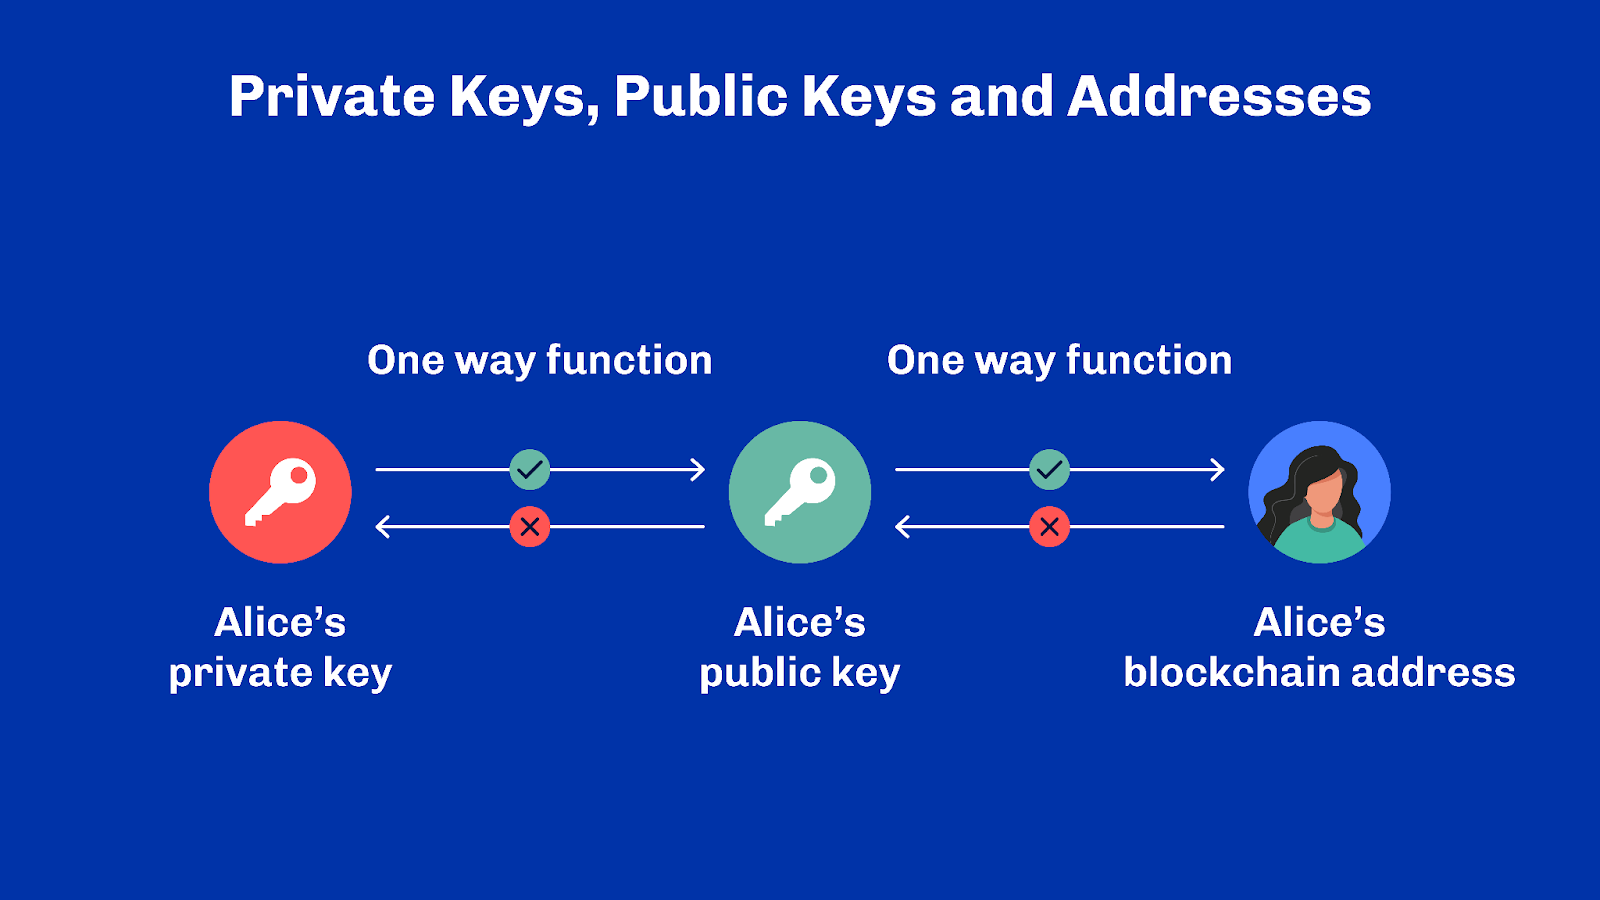 Private Keys, Public Keys and Addresses
One way function
One way function
Alice’s
private key
Alice’s
public key
Alice’s
blockchain address